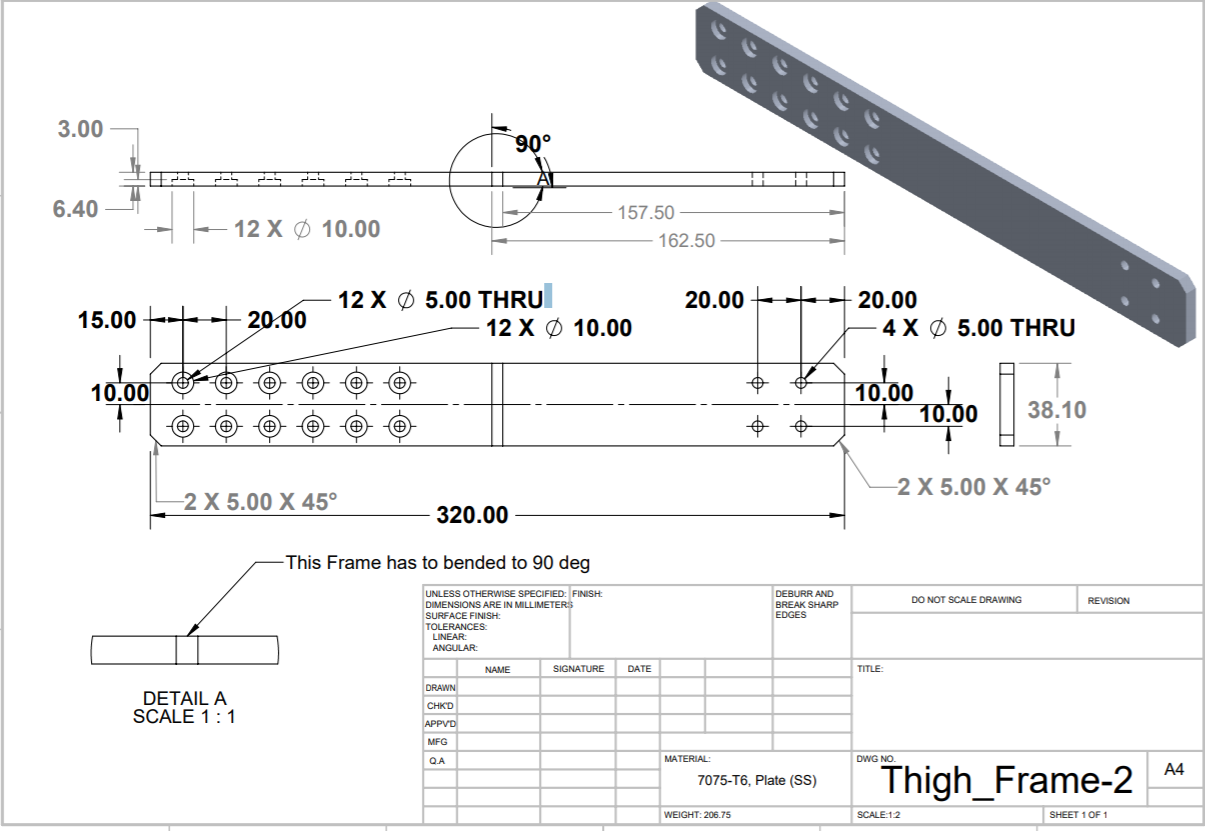 3.00
90°
A
6.40
12 X ∅ 10.00
157.50
162.50
12 X ∅ 5.00 THRU
20.00
20.00
15.00
20.00
12 X ∅ 10.00
4 X ∅ 5.00 THRU
10.00
10.00
10.00
38.10
2 X 5.00 X 45°
2 X 5.00 X 45°
320.00
This Frame has to bended to 90 deg
DETAIL A
SCALE 1 : 1
UNLESS OTHERWISE SPECIFIED:
DIMENSIONS ARE IN MILLIMETERS
SURFACE FINISH:
TOLERANCES:
LINEAR:
ANGULAR:
FINISH:
DEBURR AND
BREAK SHARP
EDGES
DO NOT SCALE DRAWING
REVISION
NAME
SIGNATURE
DATE
TITLE:
DRAWN
CHK'D
APPV'D
MFG
Q.A
MATERIAL:
7075-T6, Plate (SS)
DWG NO.
Thigh_Frame-2
A4
WEIGHT: 206.75
SCALE:1:2
SHEET 1 OF 1